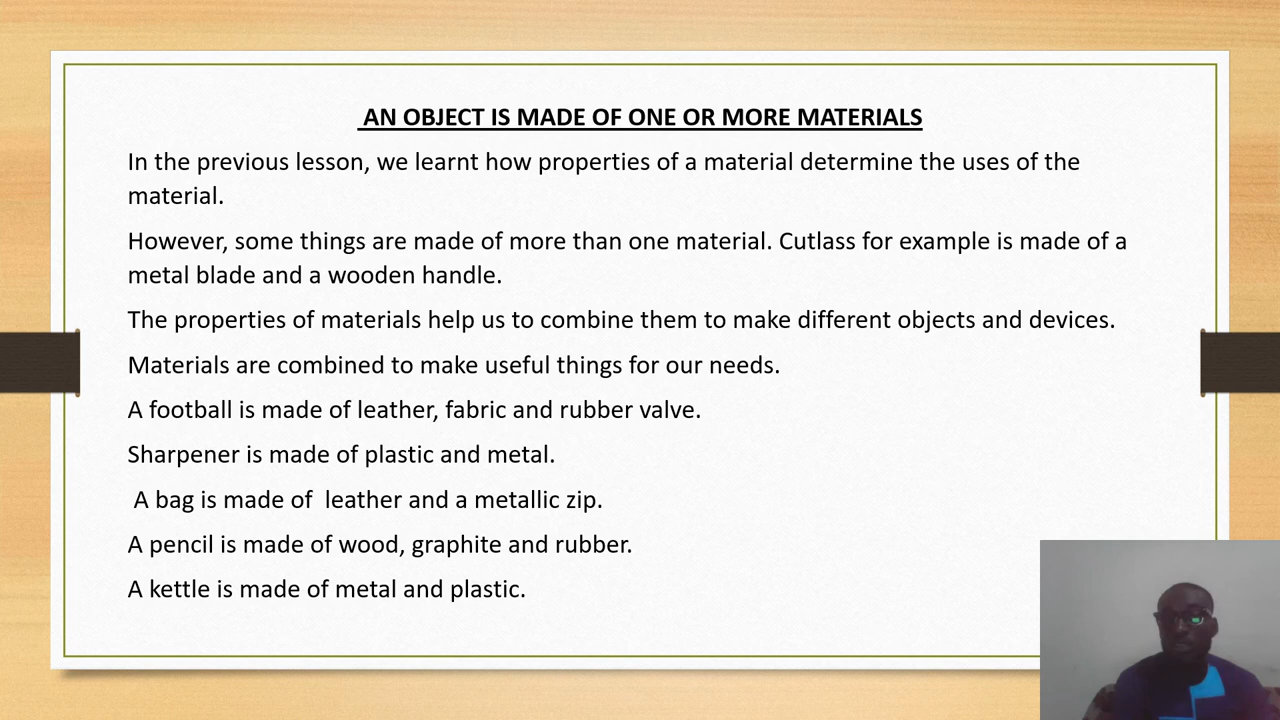 AN OBJECT IS MADE OF ONE OR MORE MATERIALS
In the previous lesson, we learnt how properties of a material determine the uses of the
material.
However, some things are made of more than one material. Cutlass for example is made of a
metal blade and a wooden handle.
The properties of materials help us to combine them to make different objects and devices.
Materials are combined to make useful things for our needs.
A football is made of leather, fabric and rubber valve.
Sharpener is made of plastic and metal.
A bag is made of  leather and a metallic zip.
A pencil is made of wood, graphite and rubber.
A kettle is made of metal and plastic.